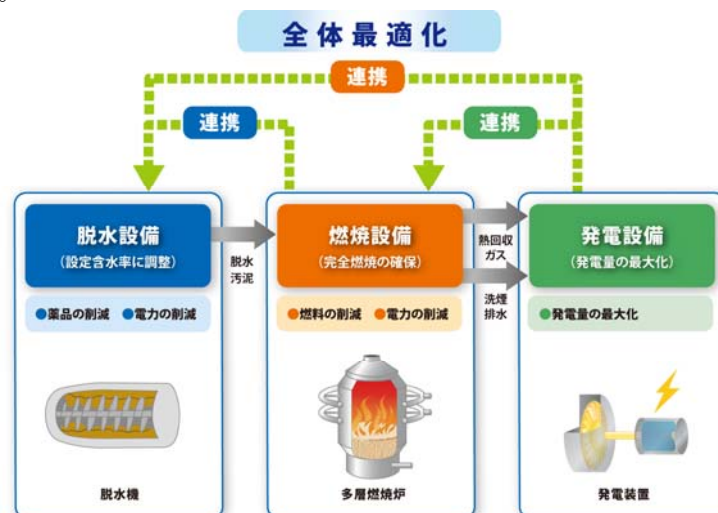 全体最適化
連携
連携
連携
脱水設備
(設定含水率に調整)
脱水
汚泥
燃焼設備
(完全燃焼の確保)
熱回収
ガス
洗煙
排水
発電設備
(発電量の最大化)
●薬品の削減 ●電力の削減
●燃料の削減 ●電力の削減
●発電量の最大化
脱水機
多層燃焼炉
発電装置